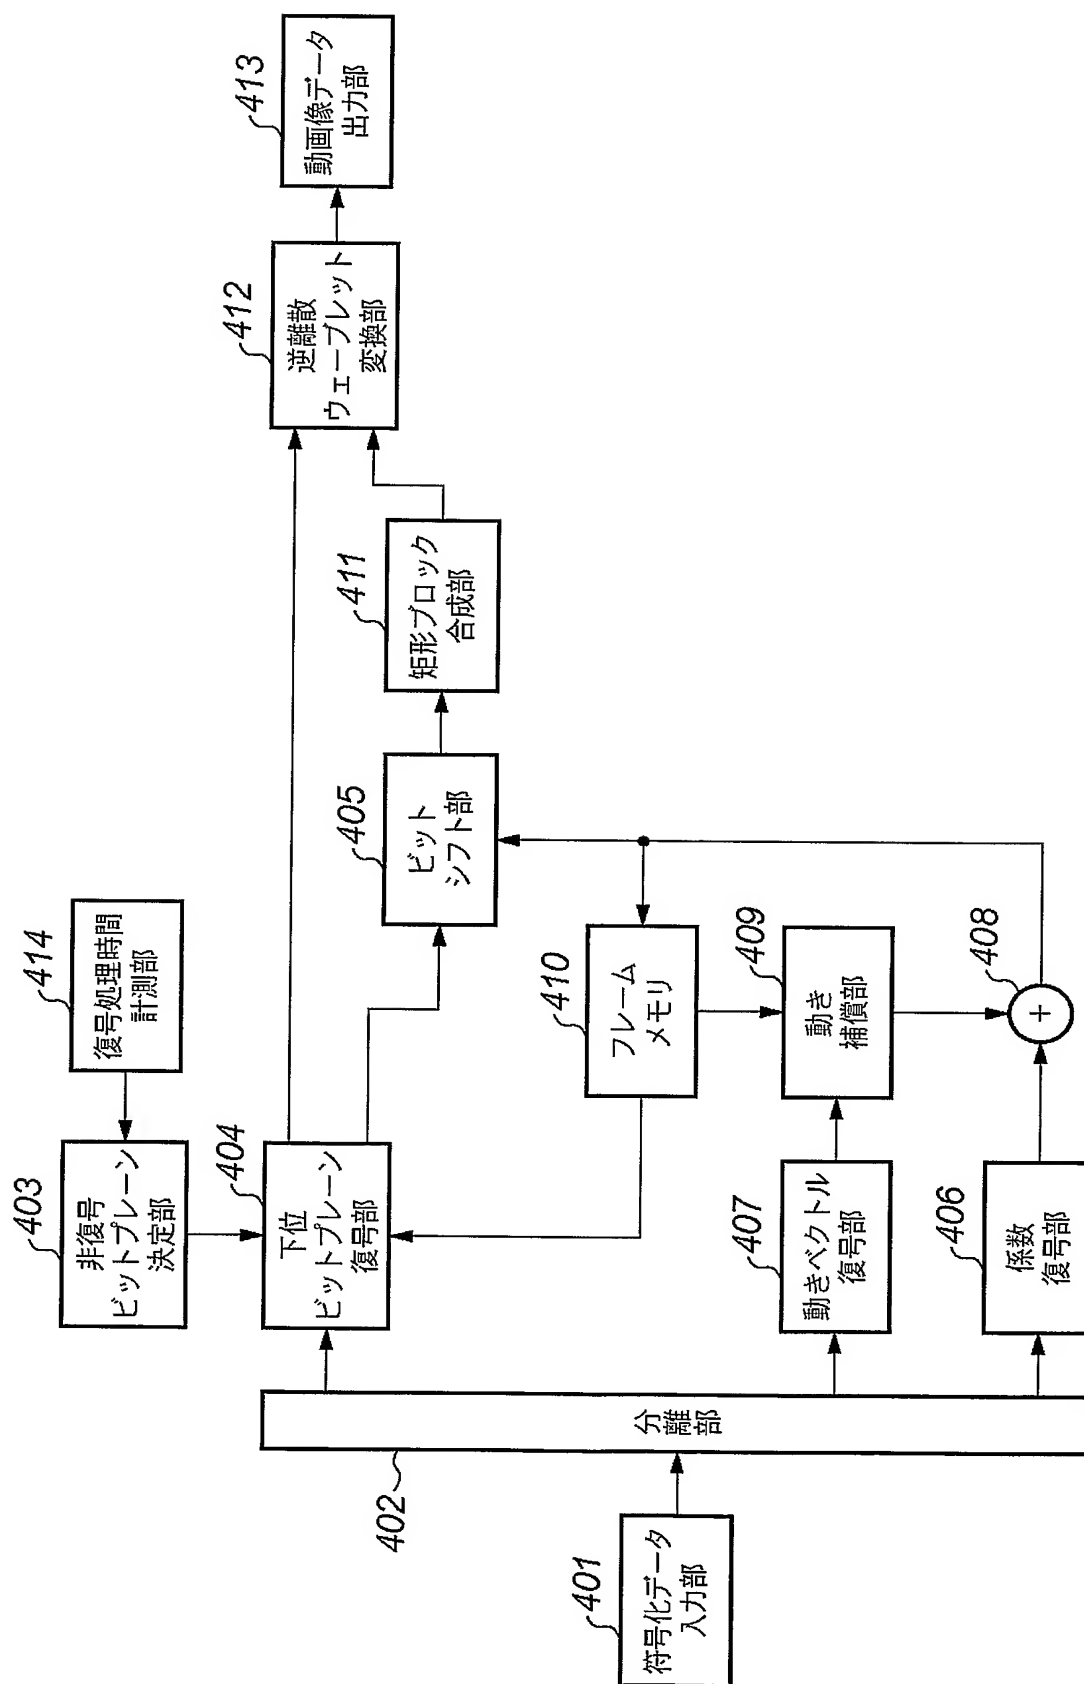 401
符号化データ
入力部
402
分離部
403
非復号
ビットプレーン
決定部
414
復号処理時間
計測部
404
下位
ビットプレーン
復号部
405
ビット
シフト部
411
矩形ブロック
合成部
412
逆離散
ウェーブレット
変換部
413
動画像データ
出力部
410
フレーム
メモリ
407
動きベクトル
復号部
409
動き
補償部
406
係数
復号部
408
+